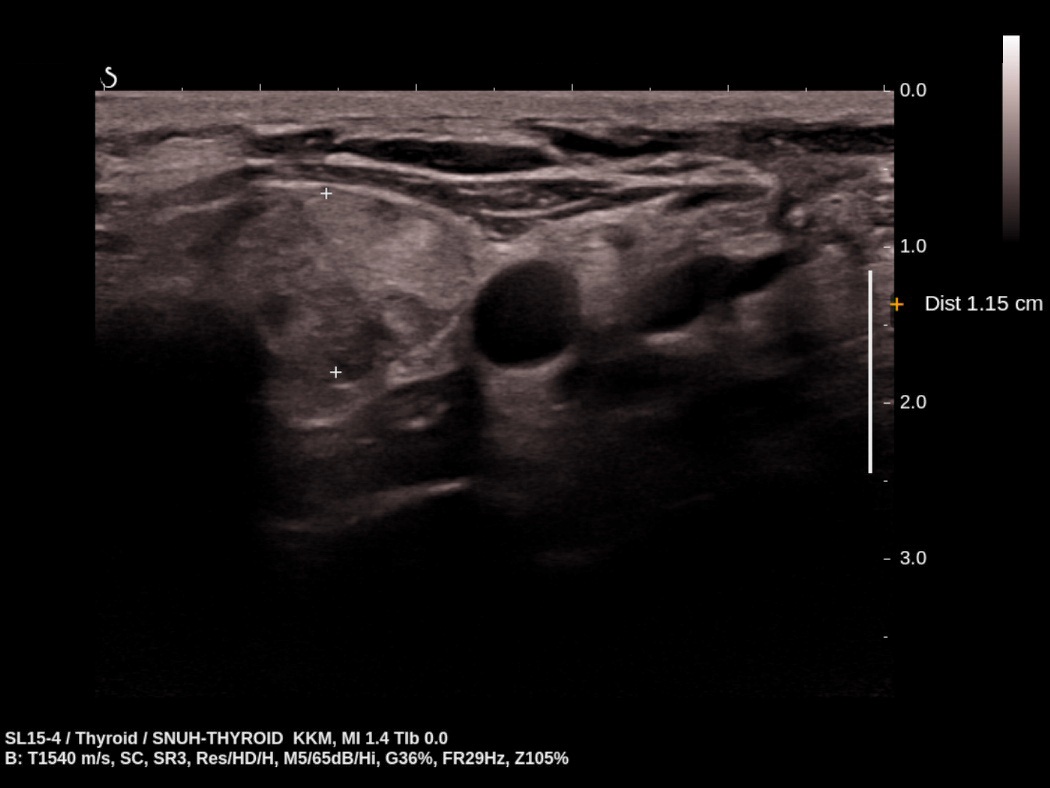 S
0.0
1.0
Dist 1.15 cm
2.0
3.0
SL15-4 / Thyroid / SNUH-THYROID KKM, MI 1.4 TIb 0.0
B: T1540 m/s, SC, SR3, Res/HD/H, M5/65dB/Hi, G36%, FR29Hz, Z105%